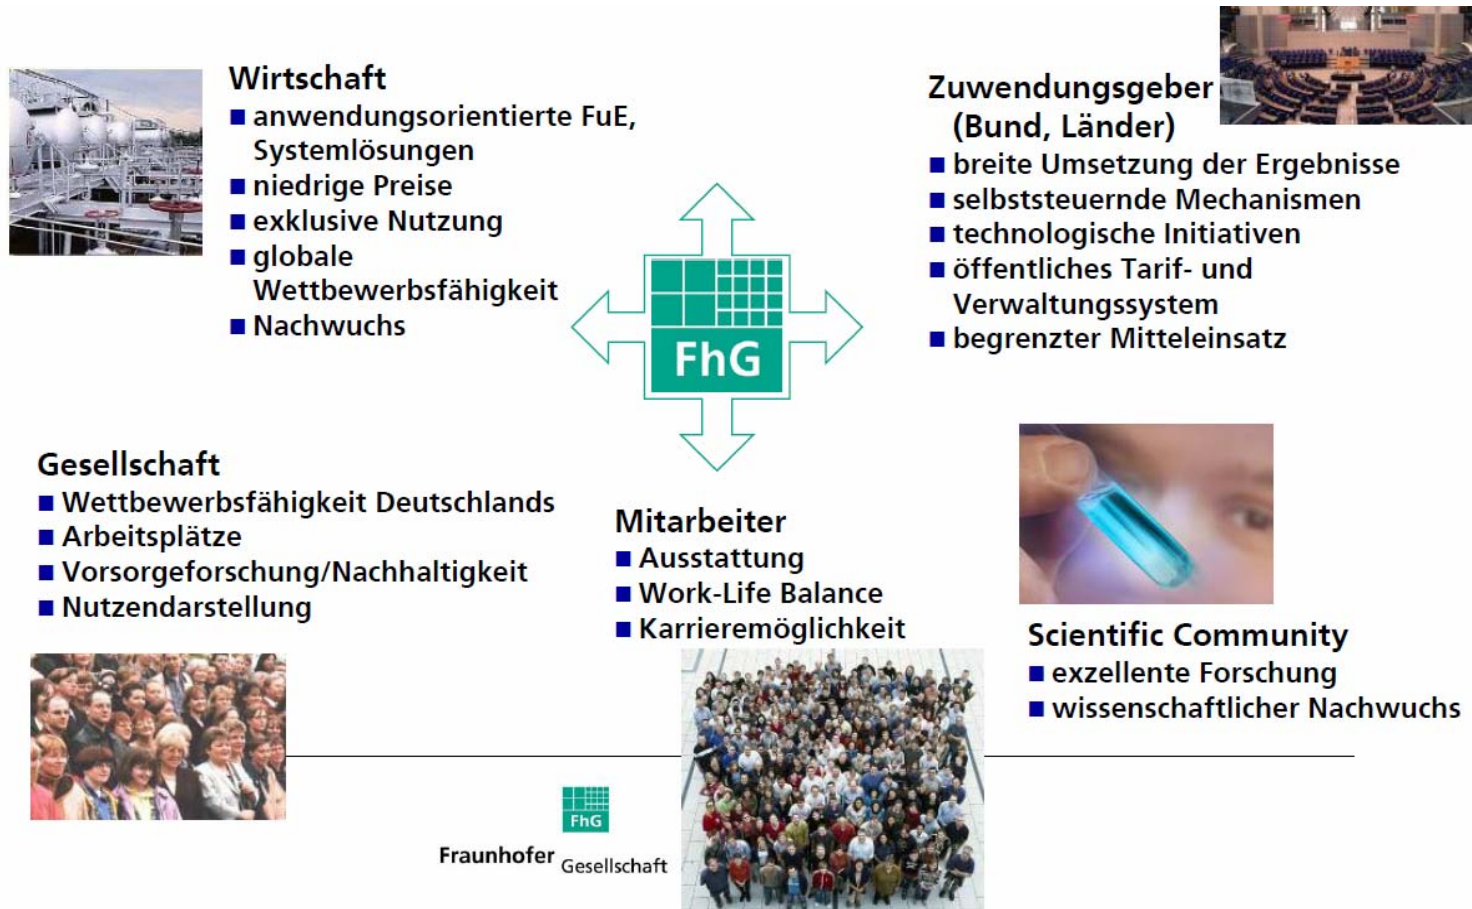 Wirtschaft
anwendungsorientierte FuE,
Systemlösungen
niedrige Preise
exklusive Nutzung
globale
Wettbewerbsfähigkeit
Nachwuchs
Zuwendungsgeber
(Bund, Länder)
breite Umsetzung der Ergebnisse
selbststeuernde Mechanismen
technologische Initiativen
öffentliches Tarif- und
Verwaltungssystem
begrenzter Mitteleinsatz
FhG
Gesellschaft
Wettbewerbsfähigkeit Deutschlands
Arbeitsplätze
Vorsorgeforschung/Nachhaltigkeit
Nutzendarstellung
Mitarbeiter
Ausstattung
Work-Life Balance
Karrieremöglichkeit
Scientific Community
exzellente Forschung
wissenschaftlicher Nachwuchs
FhG
Fraunhofer Gesellschaft